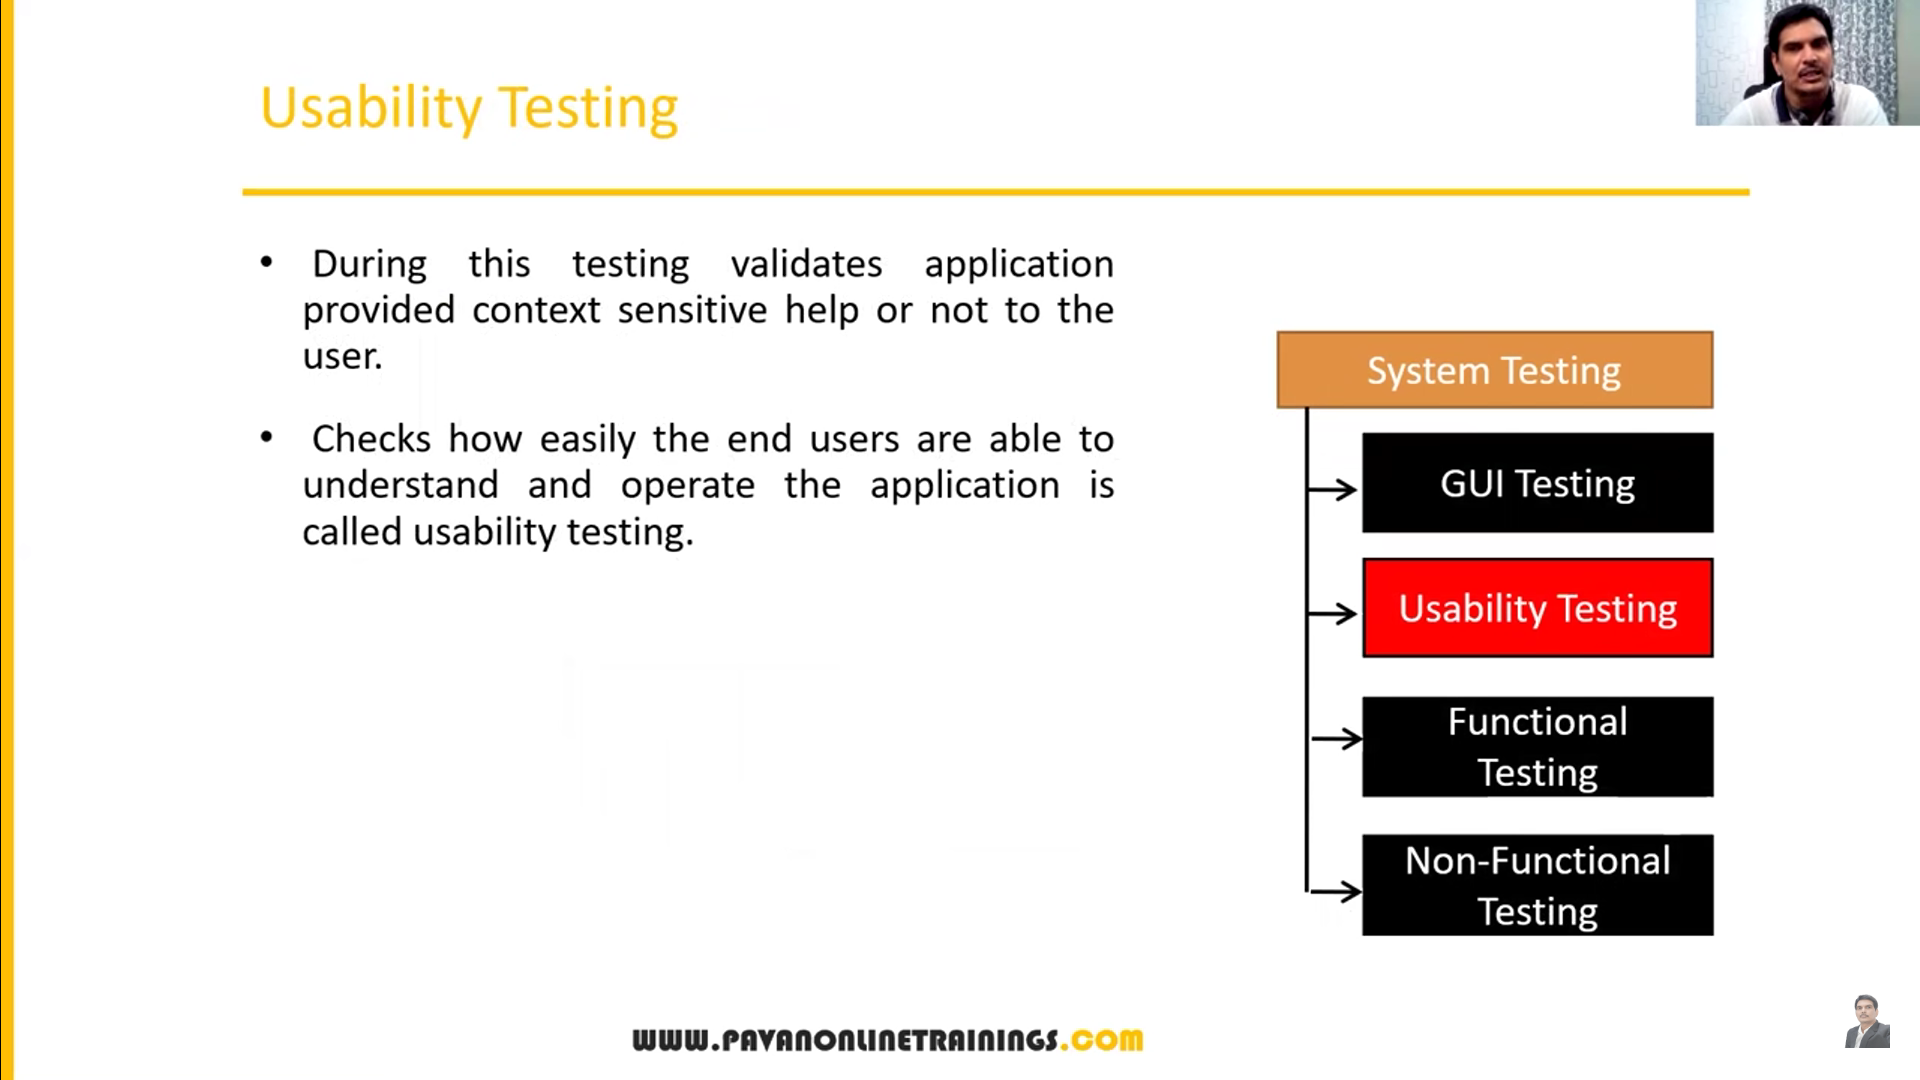 Usability Testing
• During this testing validates application
provided context sensitive help or not to the
user.
• Checks how easily the end users are able to
understand and operate the application is
called usability testing.
System Testing
GUI Testing
Usability Testing
Functional
Testing
Non-Functional
Testing
WWW.PAVANONLINETRAININGS.COM